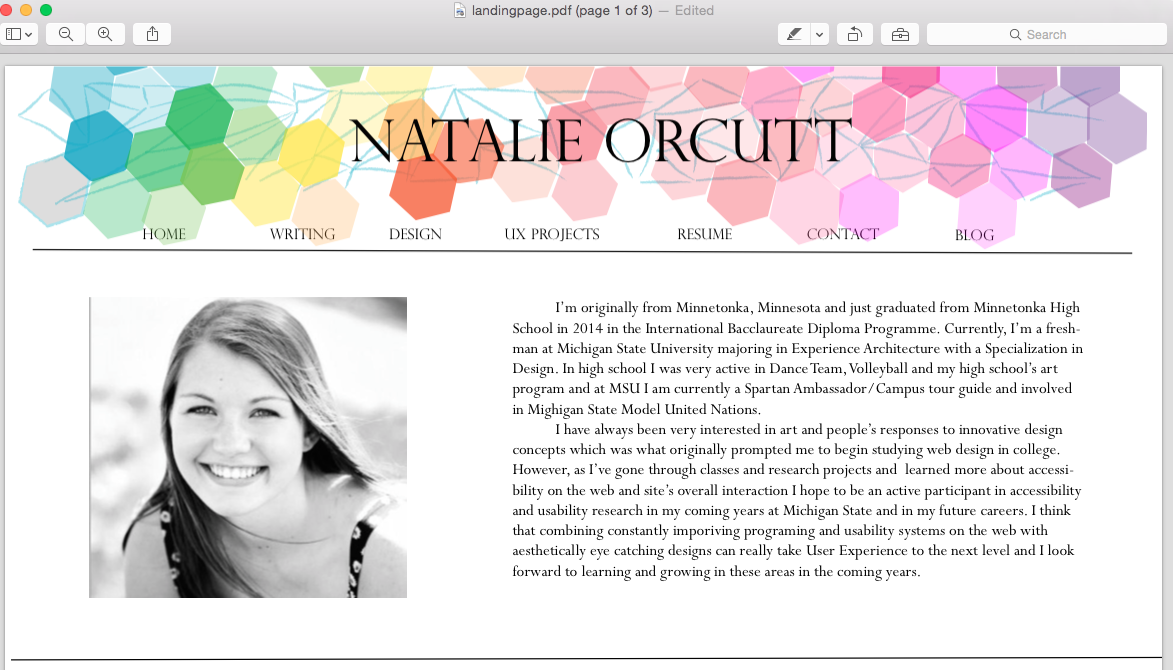 landingpage.pdf (page 1 of 3) — Edited
Search
NATALIE ORCUTT
HOME WRITING DESIGN UX PROJECTS RESUME CONTACT BLOG
I'm originally from Minnetonka, Minnesota and just graduated from Minnetonka High
School in 2014 in the International Bacclaureate Diploma Programme. Currently, I'm a fresh-
man at Michigan State University majoring in Experience Architecture with a Specialization in
Design. In high school I was very active in Dance Team, Volleyball and my high school's art
program and at MSU I am currently a Spartan Ambassador/Campus tour guide and involved
in Mighigan State Model United Nations.
I have always been very interested in art and people's responses to innovative design
concepts which was what originally prompted me to begin studying web design in college.
However, as I've gone through classes and research projects and  learned more about accessi-
bility on the web and site's overall interaction I hope to be an active participant in accessibility
and usability research in my coming years at Michigan State and in my future careers. I think
that combining constantly imporiving programing and usability systems on the web with
aesthetically eye catching designs can really take User Experience to the next level and I look
forward to learning and growing in these areas in the coming years.